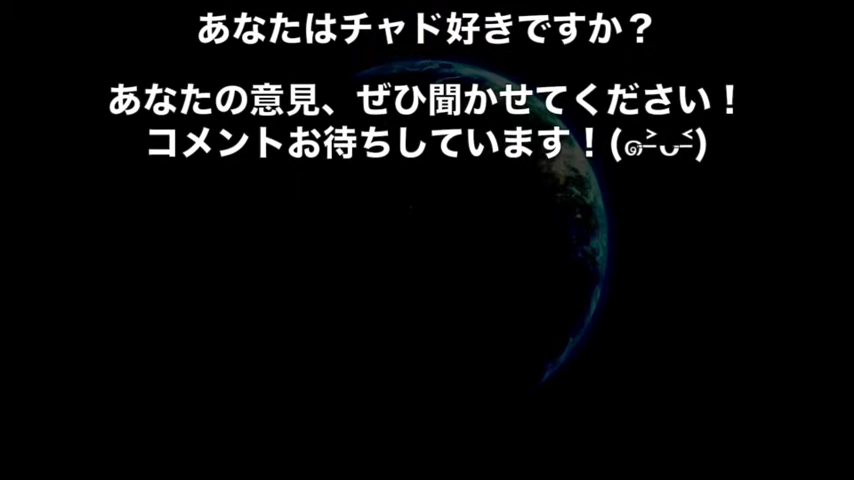 あなたはチャド好きですか？
あなたの意見、ぜひ聞かせてください！
コメントお待ちしています！(๑˃̵ᴗ˂̵)